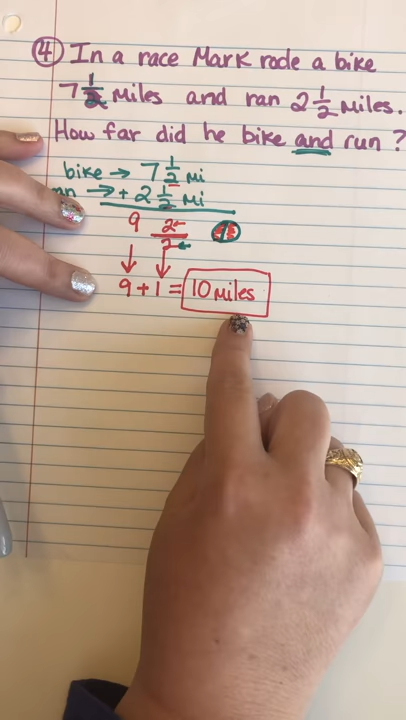 ④ In a race Mark rode a bike
7 1/2 miles and ran 2 1/2 miles.
How far did he bike and run ?
bike → 7 1/2 mi
→ + 2 1/2 mi
9 2/2
9 + 1 = 10 miles